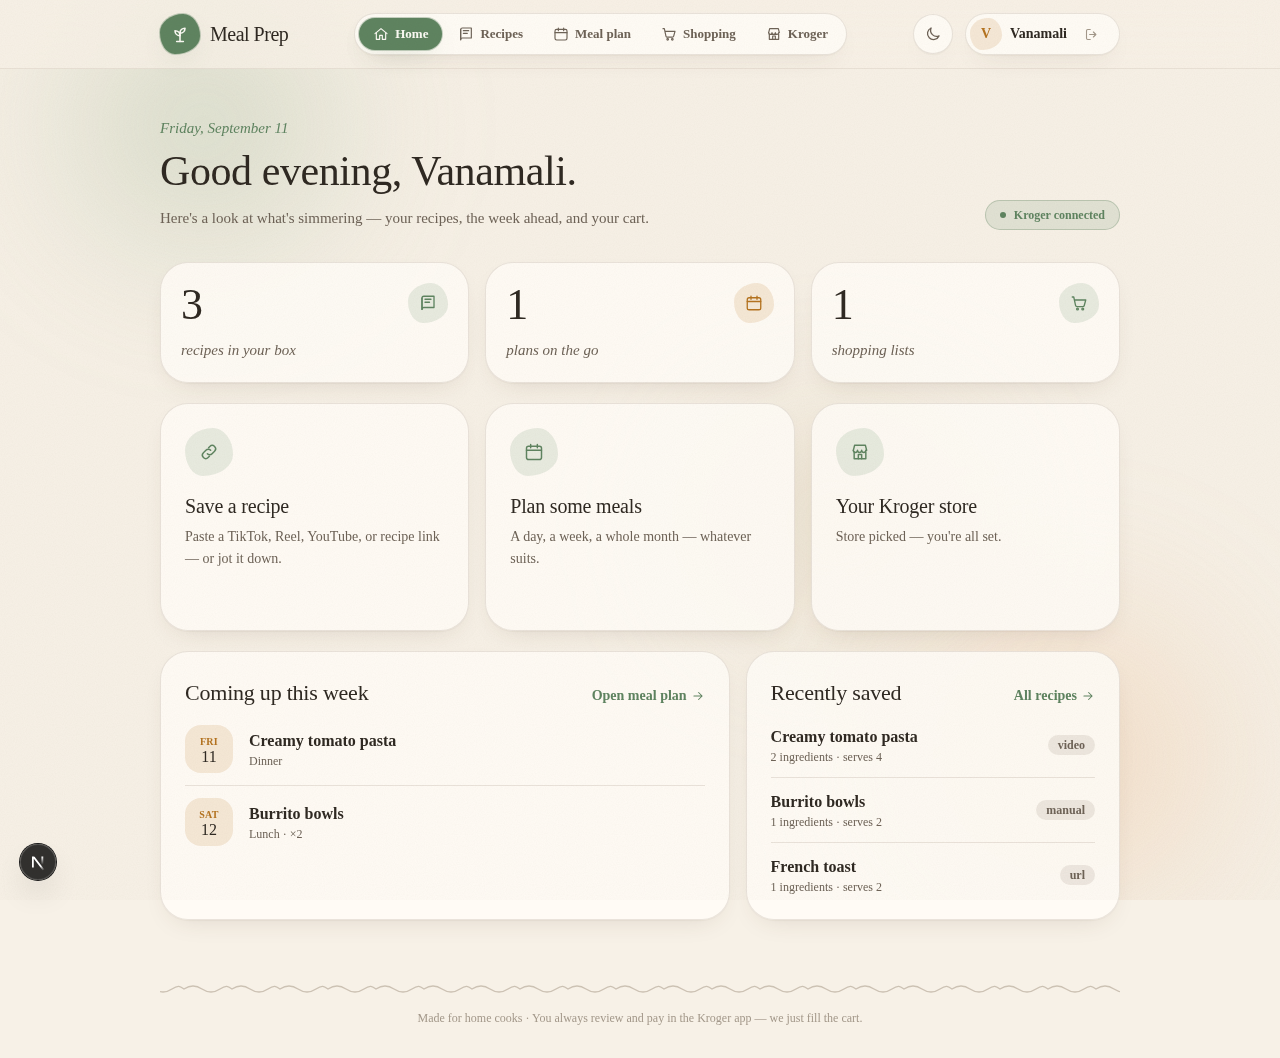 Meal Prep
Home
Recipes
Meal plan
Shopping
Kroger
V
Vanamali
Friday, September 11
Good evening, Vanamali.
Here's a look at what's simmering — your recipes, the week ahead, and your cart.
Kroger connected
3
recipes in your box
1
plans on the go
1
shopping lists
Save a recipe
Paste a TikTok, Reel, YouTube, or recipe link
— or jot it down.
Plan some meals
A day, a week, a whole month — whatever
suits.
Your Kroger store
Store picked — you're all set.
Coming up this week
Open meal plan →
FRI
11
Creamy tomato pasta
Dinner
SAT
12
Burrito bowls
Lunch · ×2
Recently saved
All recipes →
Creamy tomato pasta
2 ingredients · serves 4
video
Burrito bowls
1 ingredients · serves 2
manual
French toast
1 ingredients · serves 2
url
N
Made for home cooks · You always review and pay in the Kroger app — we just fill the cart.